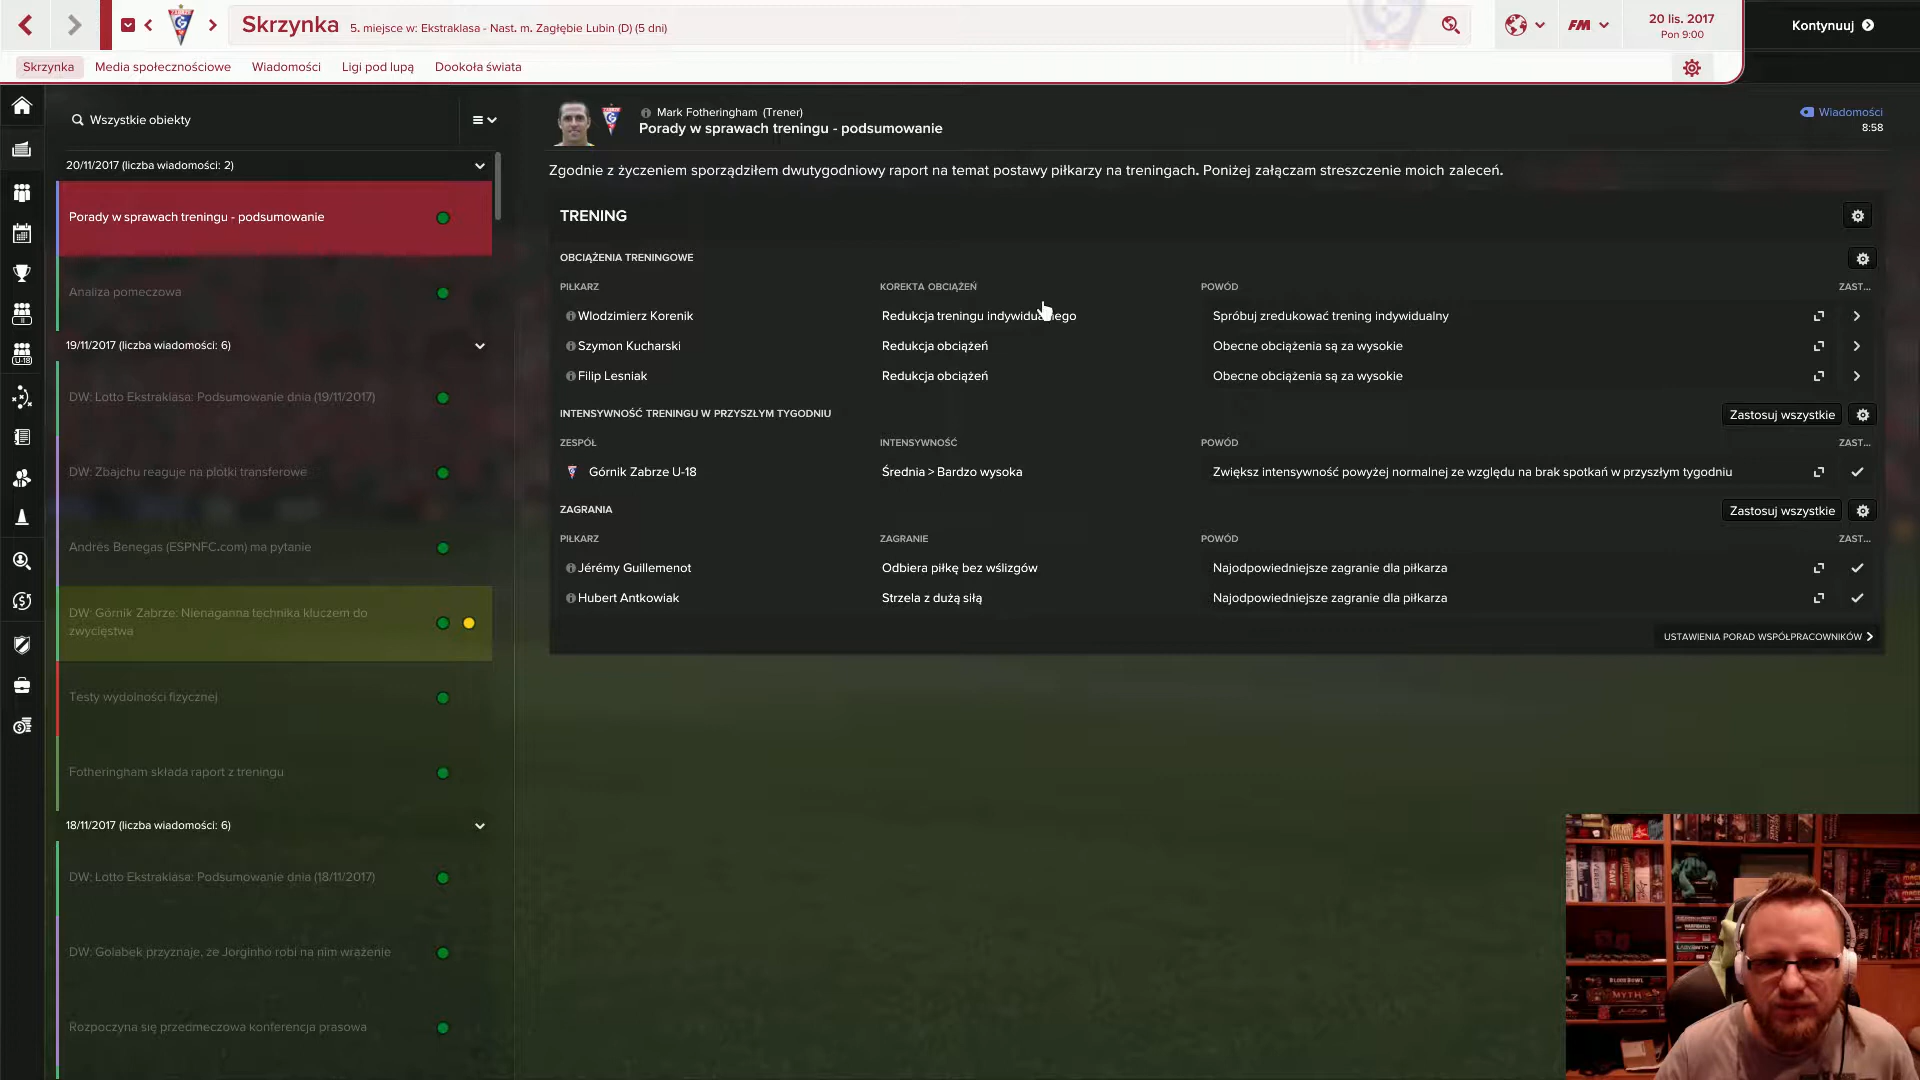 Skrzynka 5. miejsce w: Ekstraklasa - Nast. m. Zagłębie Lubin (D) (5 dni)
FM
20 lis. 2017
Pon 9:00
Kontynuuj
Skrzynka Media społecznościowe Wiadomości Ligi pod lupą Dookoła świata
Wszystkie obiekty
20/11/2017 (liczba wiadomości: 2)
Porady w sprawach treningu - podsumowanie
Analiza pomeczowa
19/11/2017 (liczba wiadomości: 6)
DW: Lotto Ekstraklasa: Podsumowanie dnia (19/11/2017)
DW: Zbajchu reaguje na plotki transferowe
Andrés Benegas (ESPNFC.com) ma pytanie
DW: Górnik Zabrze: Nienaganna technika kluczem do
zwycięstwa
Testy wydolności fizycznej
Fotheringham składa raport z treningu
18/11/2017 (liczba wiadomości: 6)
DW: Lotto Ekstraklasa: Podsumowanie dnia (18/11/2017)
DW: Gołąbek przyznaje, że Jorginho robi na nim wrażenie
Rozpoczyna się przedmeczowa konferencja prasowa
Mark Fotheringham (Trener)
Porady w sprawach treningu - podsumowanie
Wiadomości
8:58
Zgodnie z życzeniem sporządziłem dwutygodniowy raport na temat postawy piłkarzy na treningach. Poniżej załączam streszczenie moich zaleceń.
TRENING
OBCIĄŻENIA TRENINGOWE
PIŁKARZ KOREKTA OBCIĄŻEŃ POWÓD ZAST...
Wlodzimierz Korenik Redukcja treningu indywidualnego Spróbuj zredukować trening indywidualny
Szymon Kucharski Redukcja obciążeń Obecne obciążenia są za wysokie
Filip Lesniak Redukcja obciążeń Obecne obciążenia są za wysokie
INTENSYWNOŚĆ TRENINGU W PRZYSZŁYM TYGODNIU Zastosuj wszystkie
ZESPÓŁ INTENSYWNOŚĆ POWÓD ZAST...
Górnik Zabrze U-18 Średnia > Bardzo wysoka Zwiększ intensywność powyżej normalnej ze względu na brak spotkań w przyszłym tygodniu
ZAGRANIA Zastosuj wszystkie
PIŁKARZ ZAGRANIE POWÓD ZAST...
Jérémy Guillemenot Odbiera piłkę bez wślizgów Najodpowiedniejsze zagranie dla piłkarza
Hubert Antkowiak Strzela z dużą siłą Najodpowiedniejsze zagranie dla piłkarza
USTAWIENIA PORAD WSPÓŁPRACOWNIKÓW
U-18
MYTH